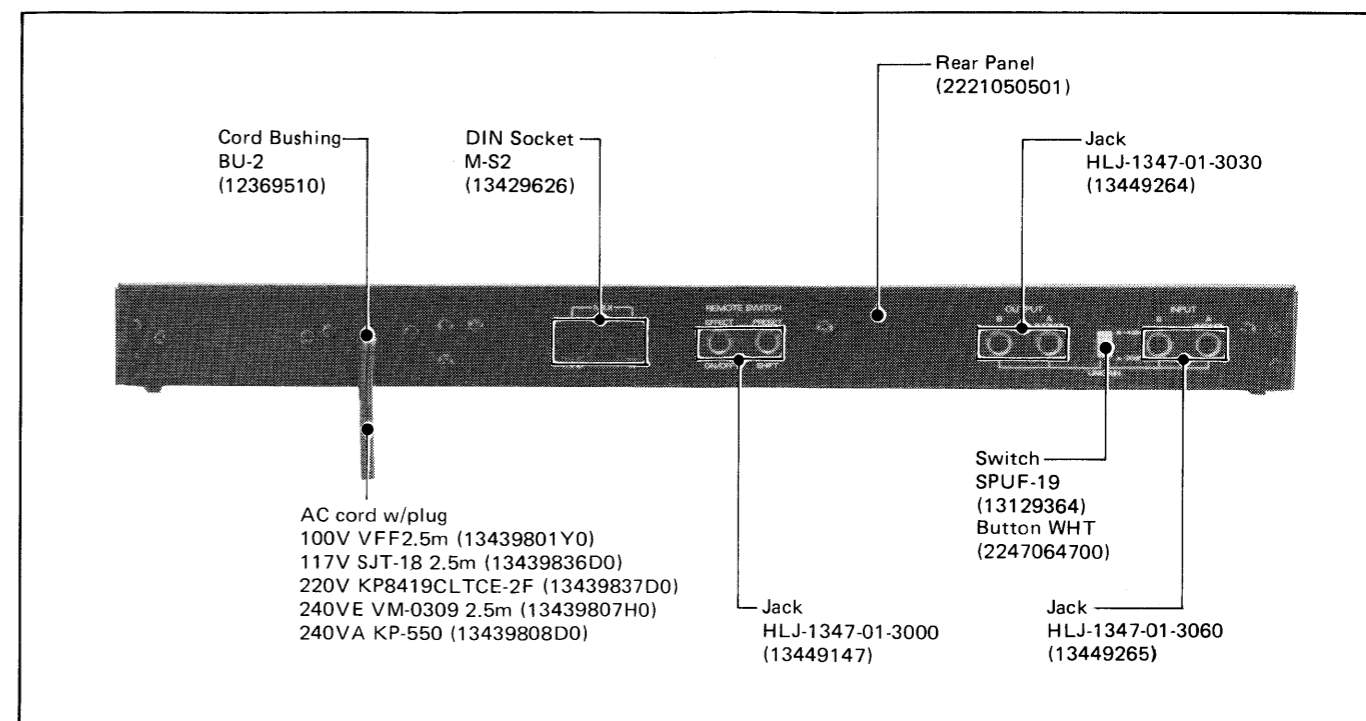 Rear Panel
(2221050501)
Cord Bushing
BU-2
(12369510)
DIN Socket
M-S2
(13429626)
Jack
HLJ-1347-01-3030
(13449264)
REMOTE SWITCH
EFFECT
ON/OFF SHIFT
OUTPUT
B A
INPUT
B A
Switch
SPUF-19
(13129364)
Button WHT
(2247064700)
AC cord w/plug
100V VFF2.5m (13439801Y0)
117V SJT-18 2.5m (13439836D0)
220V KP8419CLTCE-2F (13439837D0)
240VE VM-0309 2.5m (13439807H0)
240VA KP-550 (13439808D0)
Jack
HLJ-1347-01-3000
(13449147)
Jack
HLJ-1347-01-3060
(13449265)